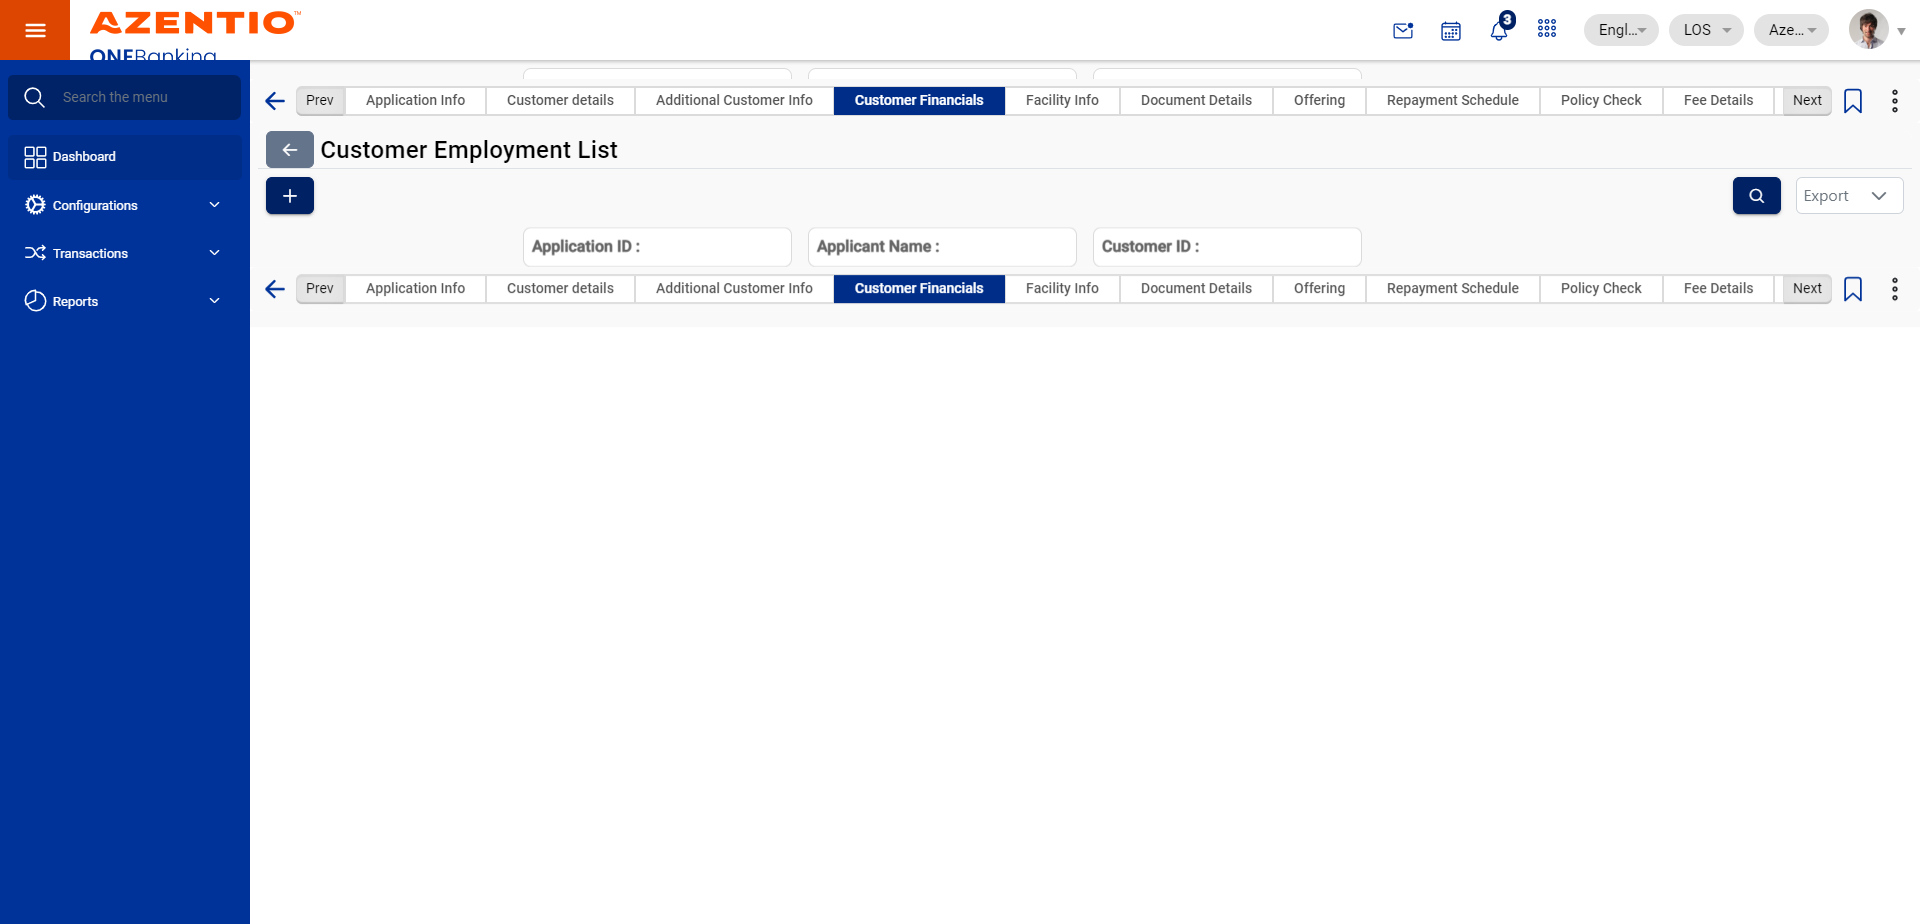 AZENTIO™
ONEBanking
3
Engl...
LOS
Aze...
Search the menu
Dashboard
Configurations
Transactions
Reports
Prev
Application Info
Customer details
Additional Customer Info
Customer Financials
Facility Info
Document Details
Offering
Repayment Schedule
Policy Check
Fee Details
Next
Customer Employment List
Export
Application ID :
Applicant Name :
Customer ID :
Prev
Application Info
Customer details
Additional Customer Info
Customer Financials
Facility Info
Document Details
Offering
Repayment Schedule
Policy Check
Fee Details
Next